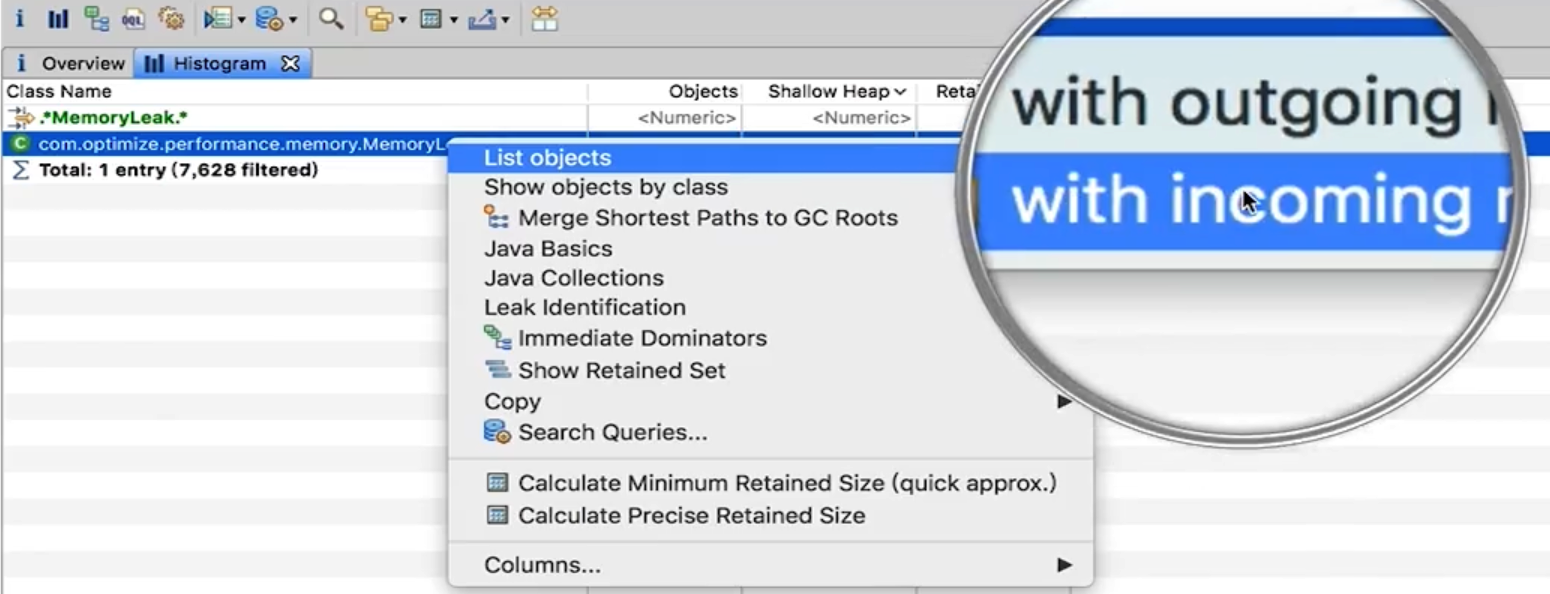 OQL
Overview Histogram
Class Name Objects Shallow Heap
.*MemoryLeak.* <Numeric> <Numeric>
com.optimize.performance.memory.MemoryL
Total: 1 entry (7,628 filtered)
List objects
Show objects by class
Merge Shortest Paths to GC Roots
Java Basics
Java Collections
Leak Identification
Immediate Dominators
Show Retained Set
Copy
Search Queries...
Calculate Minimum Retained Size (quick approx.)
Calculate Precise Retained Size
Columns...
with outgoing
with incoming